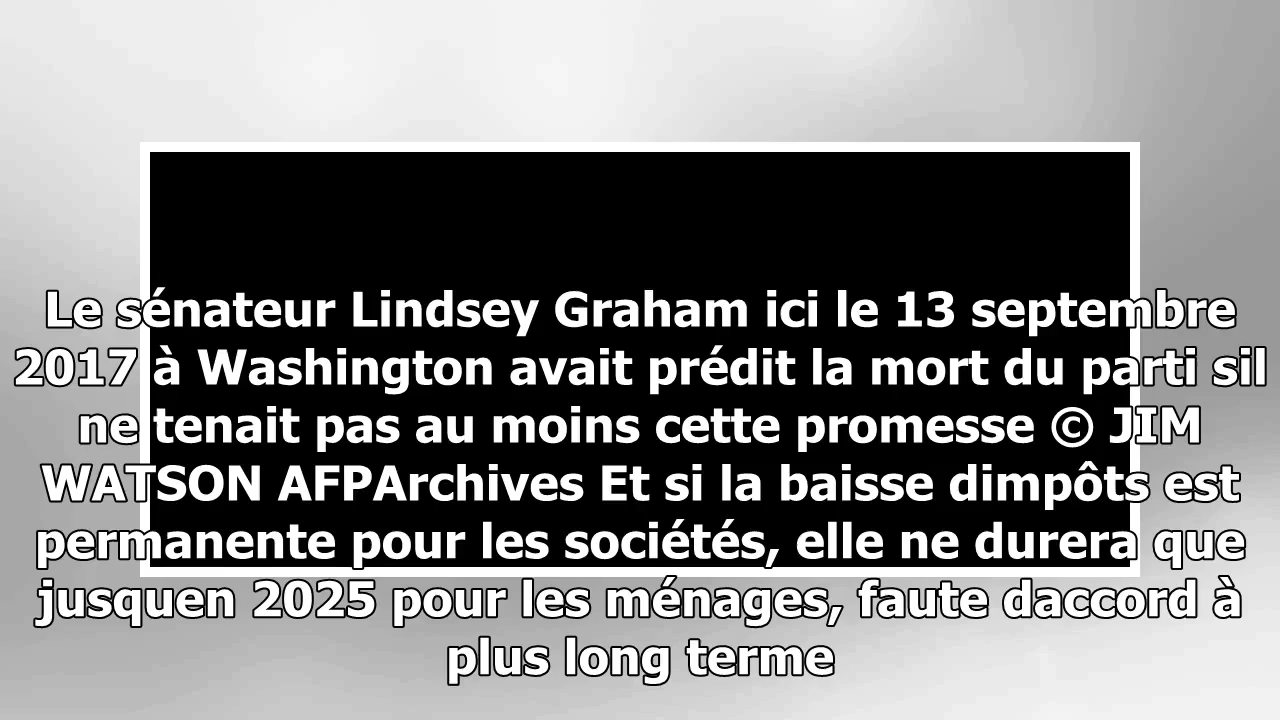 Le sénateur Lindsey Graham ici le 13 septembre
2017 à Washington avait prédit la mort du parti sil
ne tenait pas au moins cette promesse © JIM
WATSON AFPArchives Et si la baisse dimpôts est
permanente pour les sociétés, elle ne durera que
jusquen 2025 pour les ménages, faute daccord à
plus long terme